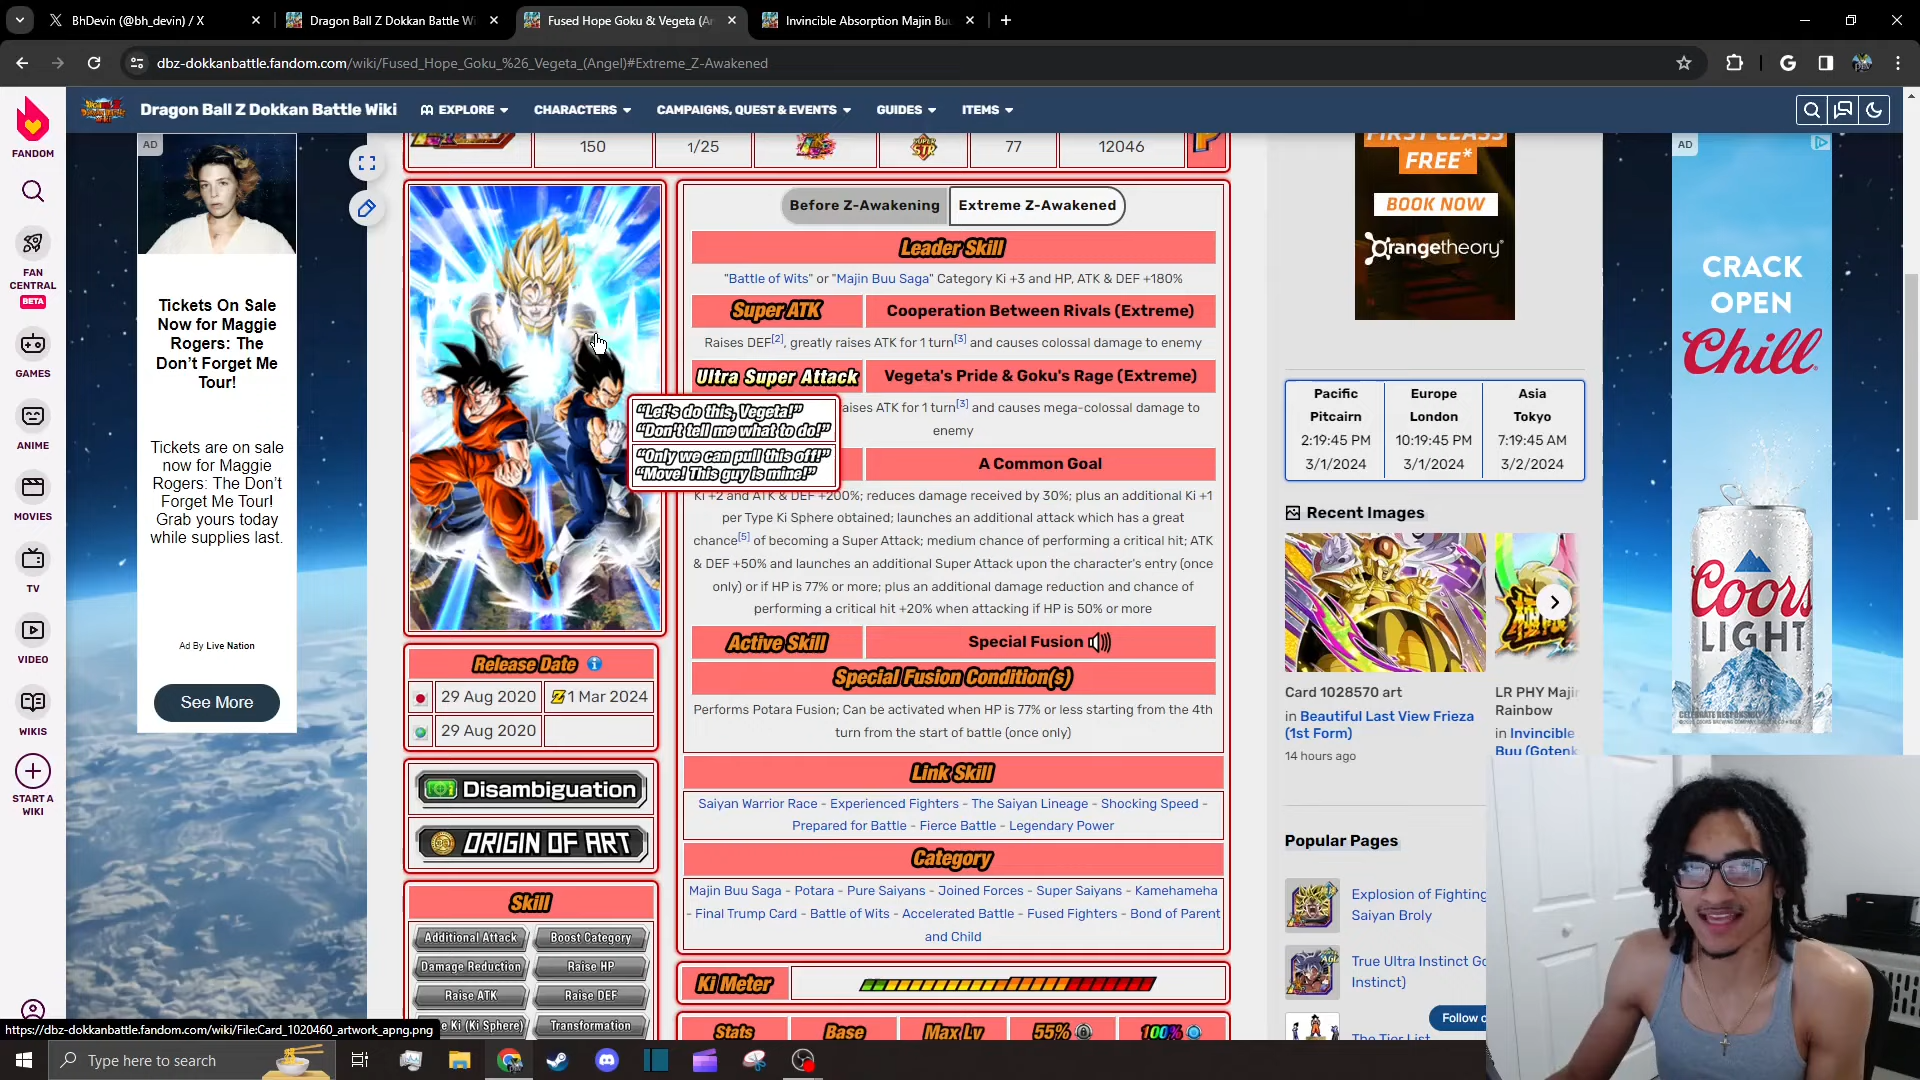 BhDevin (@bh_devin) / X
Dragon Ball Z Dokkan Battle Wi
Fused Hope Goku & Vegeta (An
Invincible Absorption Majin Buu
dbz-dokkanbattle.fandom.com/wiki/Fused_Hope_Goku_%26_Vegeta_(Angel)#Extreme_Z-Awakened
FANDOM
FAN
CENTRAL
BETA
GAMES
ANIME
MOVIES
TV
VIDEO
WIKIS
START A
WIKI
Dragon Ball Z Dokkan Battle Wiki
EXPLORE
CHARACTERS
CAMPAIGNS, QUEST & EVENTS
GUIDES
ITEMS
AD
Tickets On Sale
Now for Maggie
Rogers: The
Don't Forget Me
Tour!
Tickets are on sale
now for Maggie
Rogers: The Don't
Forget Me Tour!
Grab yours today
while supplies last.
Ad By Live Nation
See More
150
1/25
SUPER STR
77
12046
Before Z-Awakening
Extreme Z-Awakened
Leader Skill
"Battle of Wits" or "Majin Buu Saga" Category Ki +3 and HP, ATK & DEF +180%
Super ATK
Cooperation Between Rivals (Extreme)
Raises DEF[2], greatly raises ATK for 1 turn[3] and causes colossal damage to enemy
Ultra Super Attack
Vegeta's Pride & Goku's Rage (Extreme)
aises ATK for 1 turn[3] and causes mega-colossal damage to
enemy
"Let's do this, Vegeta!"
"Don't tell me what to do!"
"Only we can pull this off!"
"Move! This guy is mine!"
A Common Goal
Ki +2 and ATK & DEF +200%; reduces damage received by 30%; plus an additional Ki +1
per Type Ki Sphere obtained; launches an additional attack which has a great
chance[5] of becoming a Super Attack; medium chance of performing a critical hit; ATK
& DEF +50% and launches an additional Super Attack upon the character's entry (once
only) or if HP is 77% or more; plus an additional damage reduction and chance of
performing a critical hit +20% when attacking if HP is 50% or more
Active Skill
Special Fusion
Special Fusion Condition(s)
Performs Potara Fusion; Can be activated when HP is 77% or less starting from the 4th
turn from the start of battle (once only)
Link Skill
Saiyan Warrior Race - Experienced Fighters - The Saiyan Lineage - Shocking Speed -
Prepared for Battle - Fierce Battle - Legendary Power
Category
Majin Buu Saga - Potara - Pure Saiyans - Joined Forces - Super Saiyans - Kamehameha
- Final Trump Card - Battle of Wits - Accelerated Battle - Fused Fighters - Bond of Parent
and Child
Ki Meter
Stats
Base
Max Lv
55%
100%
Release Date
29 Aug 2020
Z 1 Mar 2024
29 Aug 2020
Disambiguation
ORIGIN OF ART
Skill
Additional Attack
Boost Category
Damage Reduction
Raise HP
Raise ATK
Raise DEF
e Ki (Ki Sphere)
Transformation
FIRST CLASS
FREE*
BOOK NOW
Orangetheory
Pacific
Europe
Asia
Pitcairn
London
Tokyo
2:19:45 PM
10:19:45 PM
7:19:45 AM
3/1/2024
3/1/2024
3/2/2024
Recent Images
Card 1028570 art
in Beautiful Last View Frieza
(1st Form)
14 hours ago
LR PHY Majin
Rainbow
in Invincible
Buu (Gotenk
Popular Pages
Explosion of Fighting
Saiyan Broly
True Ultra Instinct Go
Instinct)
The Tier List
Follow
AD
CRACK
OPEN
Chill.
Coors
LIGHT
https://dbz-dokkanbattle.fandom.com/wiki/File:Card_1020460_artwork_apng.png
Type here to search